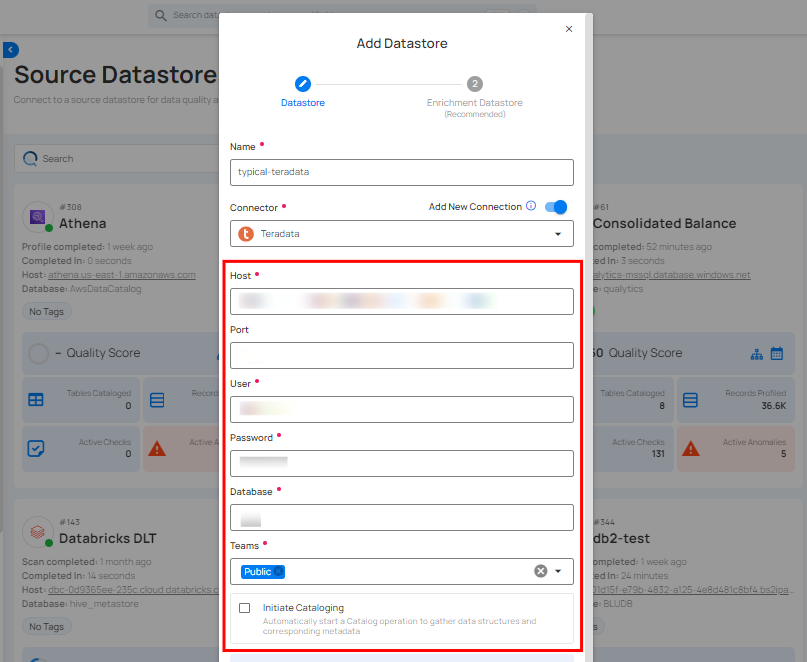 Search data
Add Datastore
2
Datastore
Enrichment Datastore
(Recommended)
Source Datastore
Connect to a source datastore for data quality a
Search
Name •
typical-teradata
Connector •
Add New Connection
Teradata
Host •
Port
User •
Password •
Database •
Teams •
Public
Initiate Cataloging
Automatically start a Catalog operation to gather data structures and
corresponding metadata
#308
Athena
Profile completed: 1 week ago
Completed In: 0 seconds
Host: athena.us-east-1.amazonaws.com
Database: AwsDataCatalog
No Tags
– Quality Score
Tables Cataloged
0
Record
Active Checks
0
Active A
#61
Consolidated Balance
completed: 52 minutes ago
ed In: 3 seconds
alytics-mssql.database.windows.net
e: qualytics
60 Quality Score
Tables Cataloged
8
Records Profiled
36.6K
Active Checks
131
Active Anomalies
5
#143
Databricks DLT
Scan completed: 1 month ago
Completed In: 14 seconds
Host: dbc-0d9365ee-235c.cloud.databricks.c
Database: hive_metastore
No Tags
#344
db2-test
ompleted: 1 week ago
ed In: 24 minutes
01d15f-e79b-4832-a125-4e8d481c8bf4.bs2ipa...
e: BLUDB
s